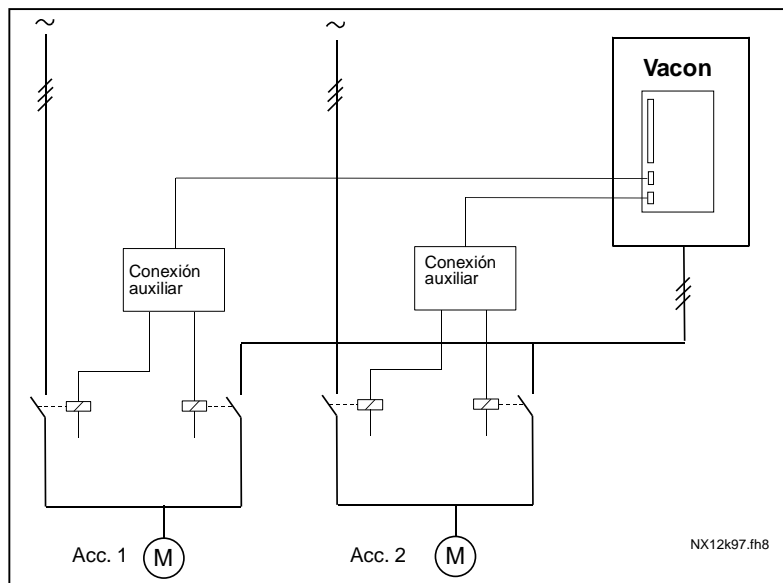 Vacon
Conexión
auxiliar
Conexión
auxiliar
Acc. 1
M
Acc. 2
M
NX12k97.fh8